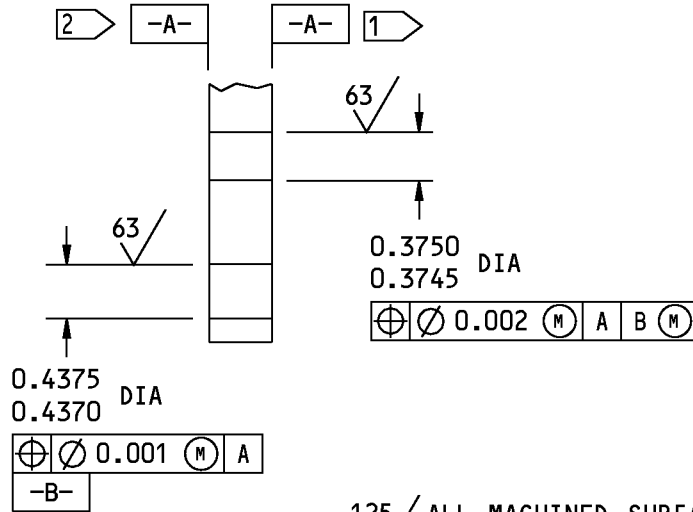 2 -A- -A- 1
63
63
0.3750
0.3745 DIA
⌖ ⌀ 0.002 Ⓜ A B Ⓜ
0.4375
0.4370 DIA
⌖ ⌀ 0.001 Ⓜ A
-B-
125 ALL MACHINED